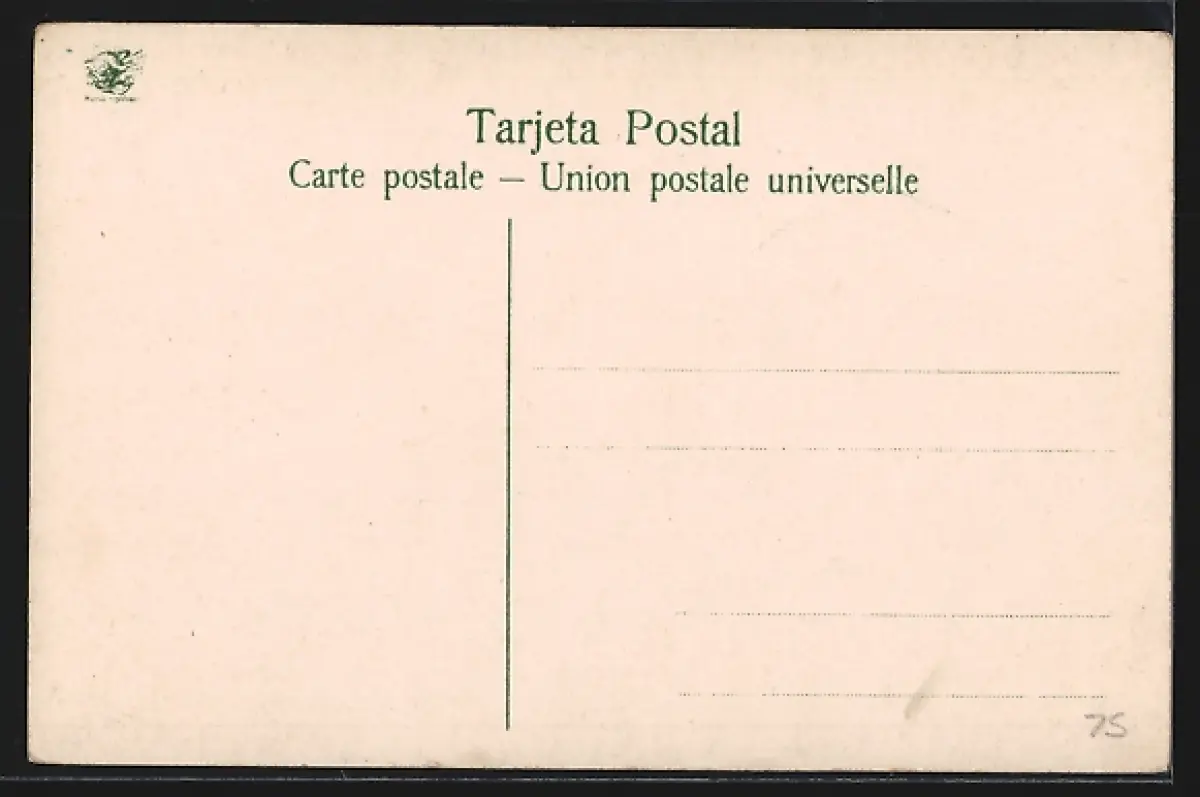 Tarjeta Postal
Carte postale — Union postale universelle
75